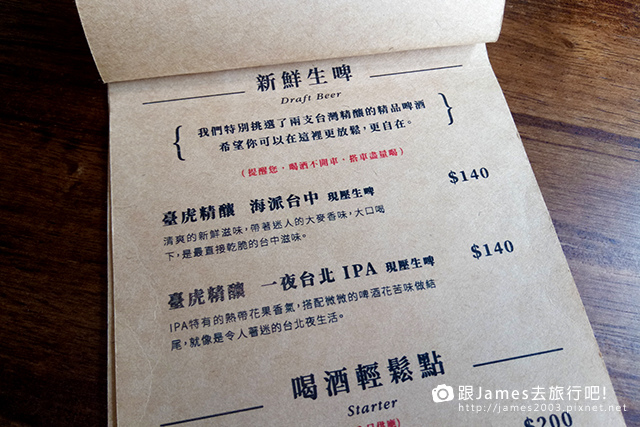 新鮮生啤
Draft Beer
我們特別挑選了兩支台灣精釀的精品啤酒
希望你可以在這裡更放鬆,更自在。
(提醒您.喝酒不開車.搭車盡量喝)
臺虎精釀 海派台中 現壓生啤 $140
清爽的新鮮滋味,帶著迷人的大麥香味,大口喝
下,是最直接乾脆的台中滋味。
臺虎精釀 一夜台北 IPA 現壓生啤 $140
IPA特有的熱帶花果香氣,搭配微微的啤酒花苦味做結
尾,就像是令人著迷的台北夜生活。
喝酒輕鬆點
Starter
$200
跟James去旅行吧!
http://james2003.pixnet.net